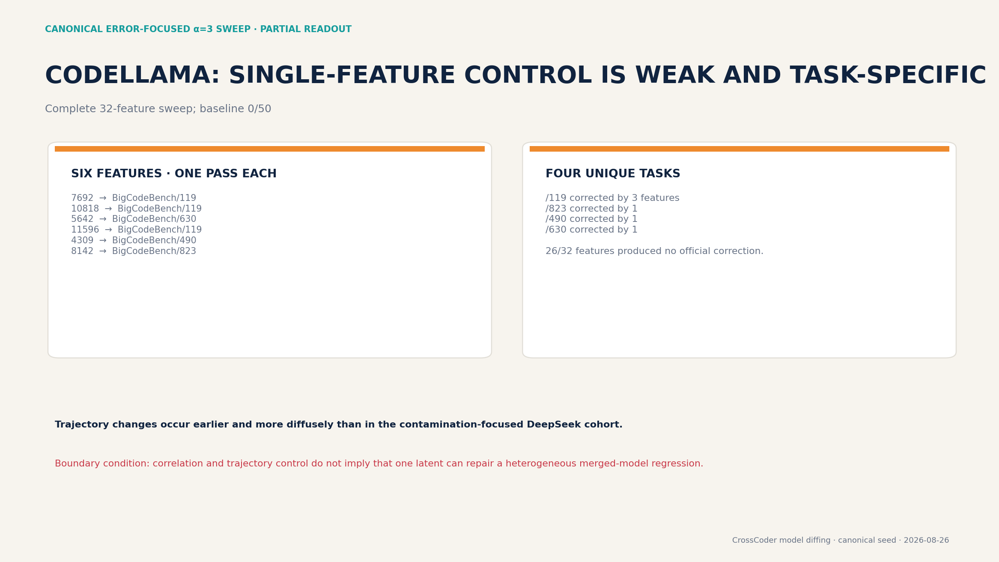 CANONICAL ERROR-FOCUSED α=3 SWEEP · PARTIAL READOUT
CODELLAMA: SINGLE-FEATURE CONTROL IS WEAK AND TASK-SPECIFIC
Complete 32-feature sweep; baseline 0/50
SIX FEATURES · ONE PASS EACH
7692 → BigCodeBench/119
10818 → BigCodeBench/119
5642 → BigCodeBench/630
11596 → BigCodeBench/119
4309 → BigCodeBench/490
8142 → BigCodeBench/823
FOUR UNIQUE TASKS
/119 corrected by 3 features
/823 corrected by 1
/490 corrected by 1
/630 corrected by 1
26/32 features produced no official correction.
Trajectory changes occur earlier and more diffusely than in the contamination-focused DeepSeek cohort.
Boundary condition: correlation and trajectory control do not imply that one latent can repair a heterogeneous merged-model regression.
CrossCoder model diffing · canonical seed · 2026-08-26